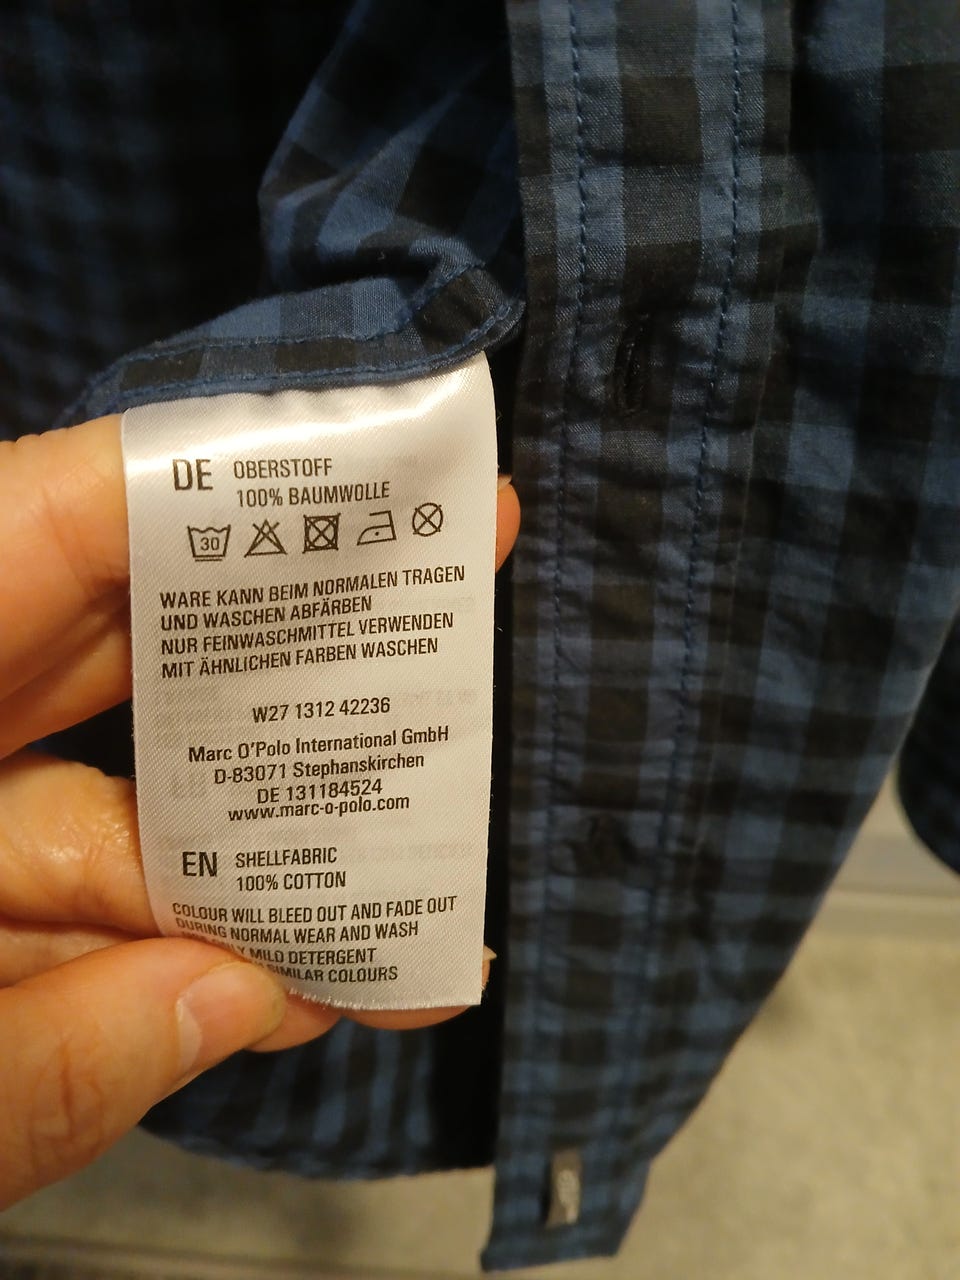 DE OBERSTOFF
100% BAUMWOLLE
30
WARE KANN BEIM NORMALEN TRAGEN
UND WASCHEN ABFÄRBEN
NUR FEINWASCHMITTEL VERWENDEN
MIT ÄHNLICHEN FARBEN WASCHEN
W27 1312 42236
Marc O'Polo International GmbH
D-83071 Stephanskirchen
DE 131184524
www.marc-o-polo.com
EN SHELLFABRIC
100% COTTON
COLOUR WILL BLEED OUT AND FADE OUT
DURING NORMAL WEAR AND WASH
MILD DETERGENT
SIMILAR COLOURS